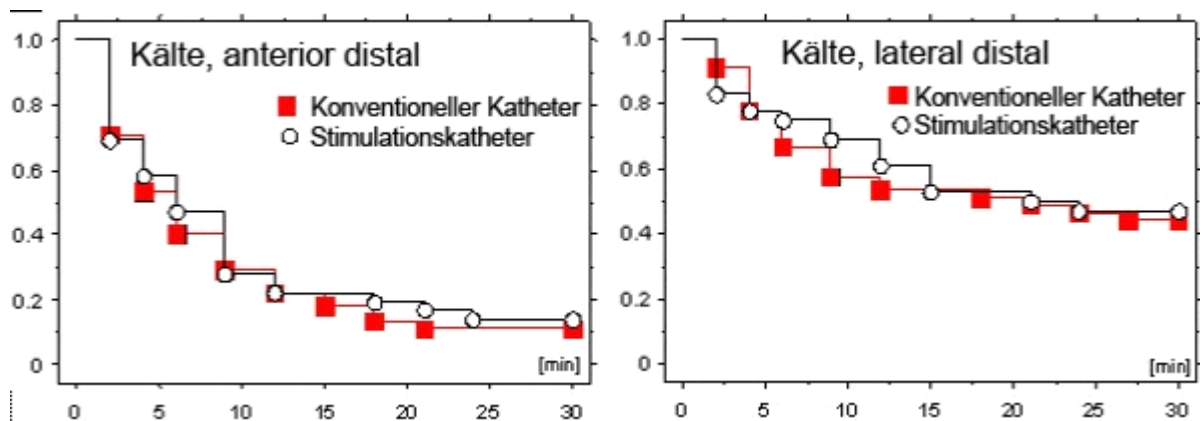 Kälte, anterior distal
Konventioneller Katheter
Stimulationskatheter
1.0
0.8
0.6
0.4
0.2
0
[min]
0 5 10 15 20 25 30
Kälte, lateral distal
Konventioneller Katheter
Stimulationskatheter
1.0
0.8
0.6
0.4
0.2
0
[min]
0 5 10 15 20 25 30